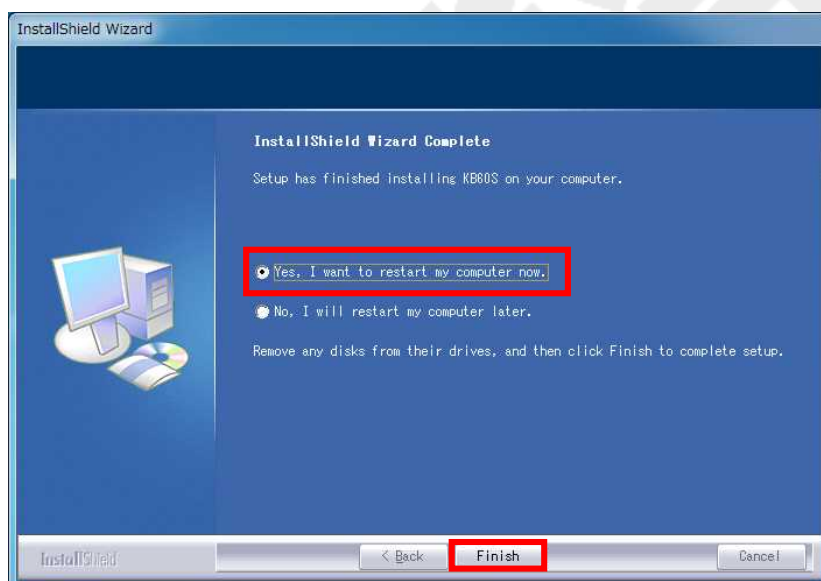 InstallShield Wizard
InstallShield Wizard Complete
Setup has finished installing KB60S on your computer.
Yes, I want to restart my computer now.
No, I will restart my computer later.
Remove any disks from their drives, and then click Finish to complete setup.
InstallShield
< Back
Finish
Cancel